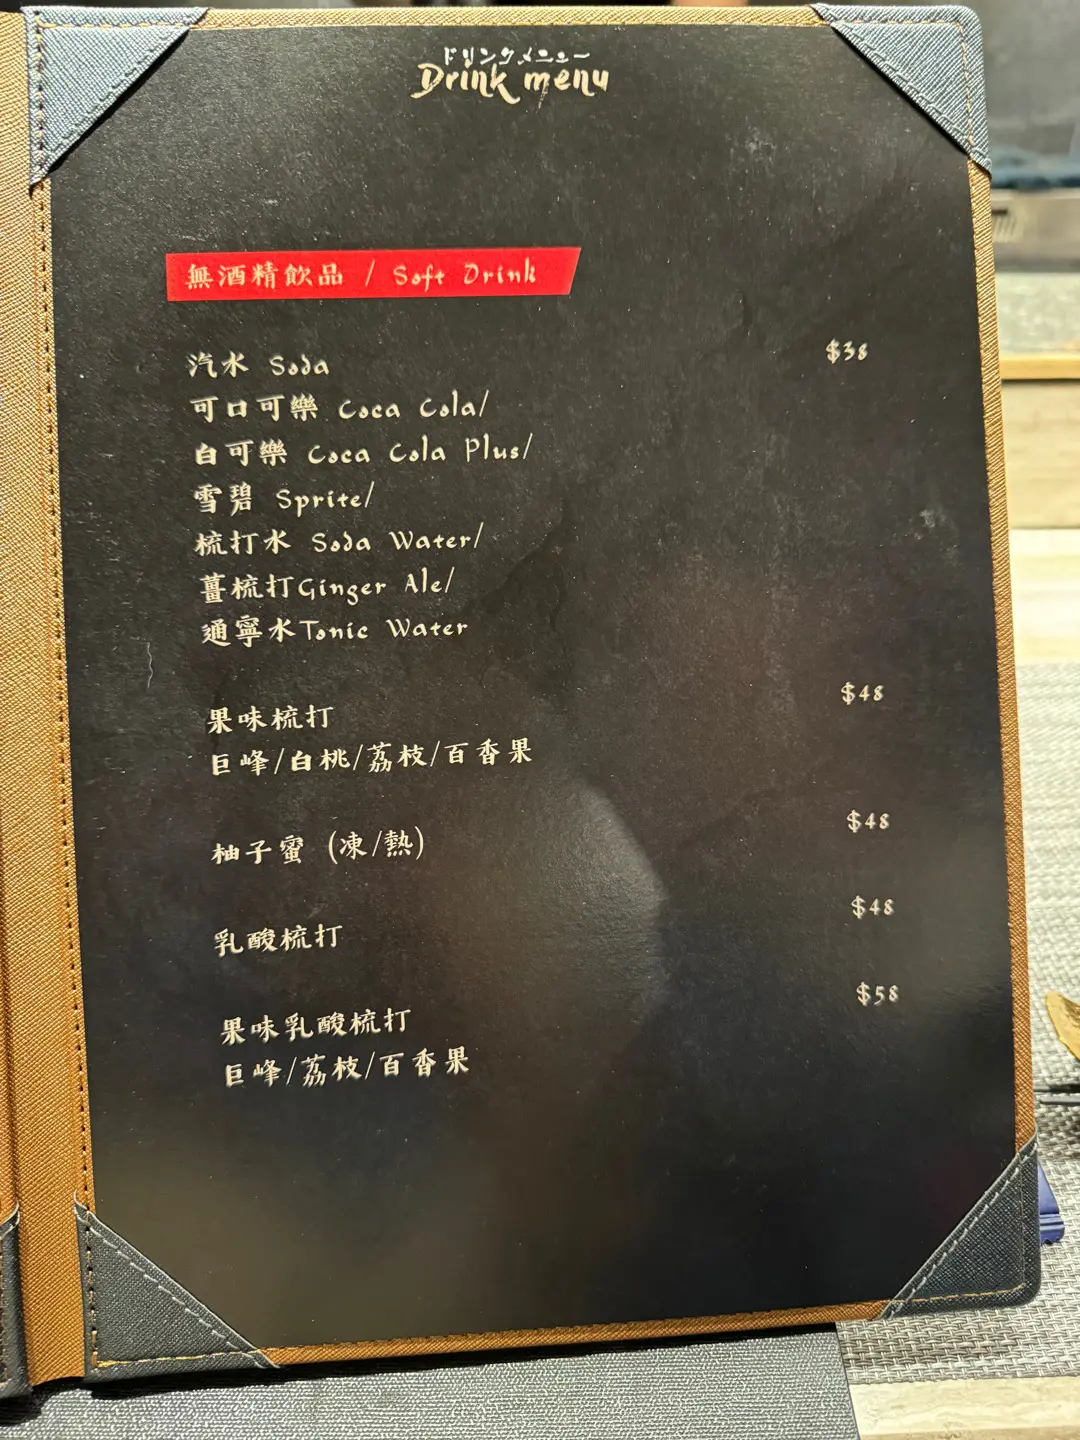 ドリンクメニュー
Drink menu
無酒精飲品 / Soft Drink
汽水 Soda $38
可口可樂 Coca Cola/
白可樂 Coca Cola Plus/
雪碧 Sprite/
梳打水 Soda Water/
薑梳打Ginger Ale/
通寧水Tonic Water
果味梳打 $48
巨峰/白桃/荔枝/百香果
柚子蜜 (凍/熱) $48
乳酸梳打 $48
果味乳酸梳打 $58
巨峰/荔枝/百香果